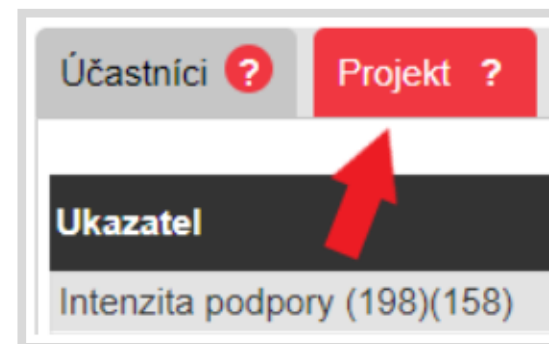 Účastníci ? Projekt ?
Ukazatel
Intenzita podpory (198)(158)